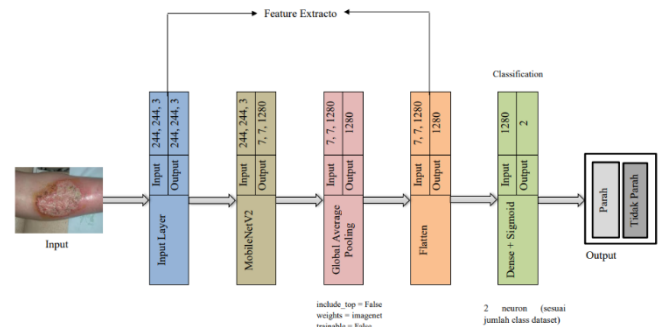 Feature Extracto
Classification
Input
244, 244, 3
Output
244, 244, 3
Input Layer
Input
244, 244, 3
Output
7, 7, 1280
MobileNetV2
Input
7, 7, 1280
Output
1280
Global Average
Pooling
Input
7, 7, 1280
Output
1280
Flatten
Input
1280
Output
2
Dense + Sigmoid
Parah
Tidak Parah
Input
Output
include_top = False
weights = imagenet
trainable = False
2 neuron (sesuai
jumlah class dataset)